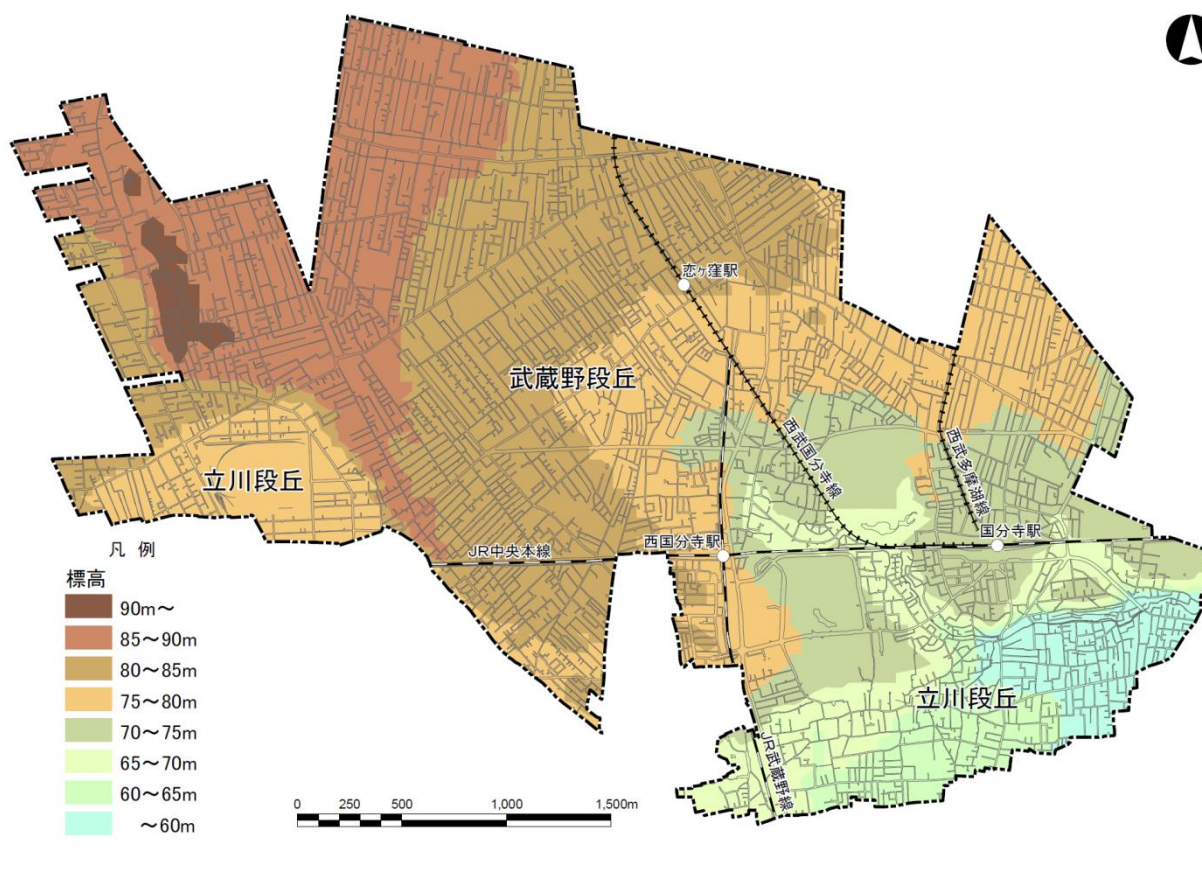 恋ヶ窪駅
武蔵野段丘
西武国分寺線
西武多摩湖線
立川段丘
国分寺駅
西国分寺駅
JR中央本線
凡 例
標高
90m～
85～90m
80～85m
75～80m
70～75m
65～70m
60～65m
～60m
立川段丘
JR武蔵野線
0 250 500 1,000 1,500m